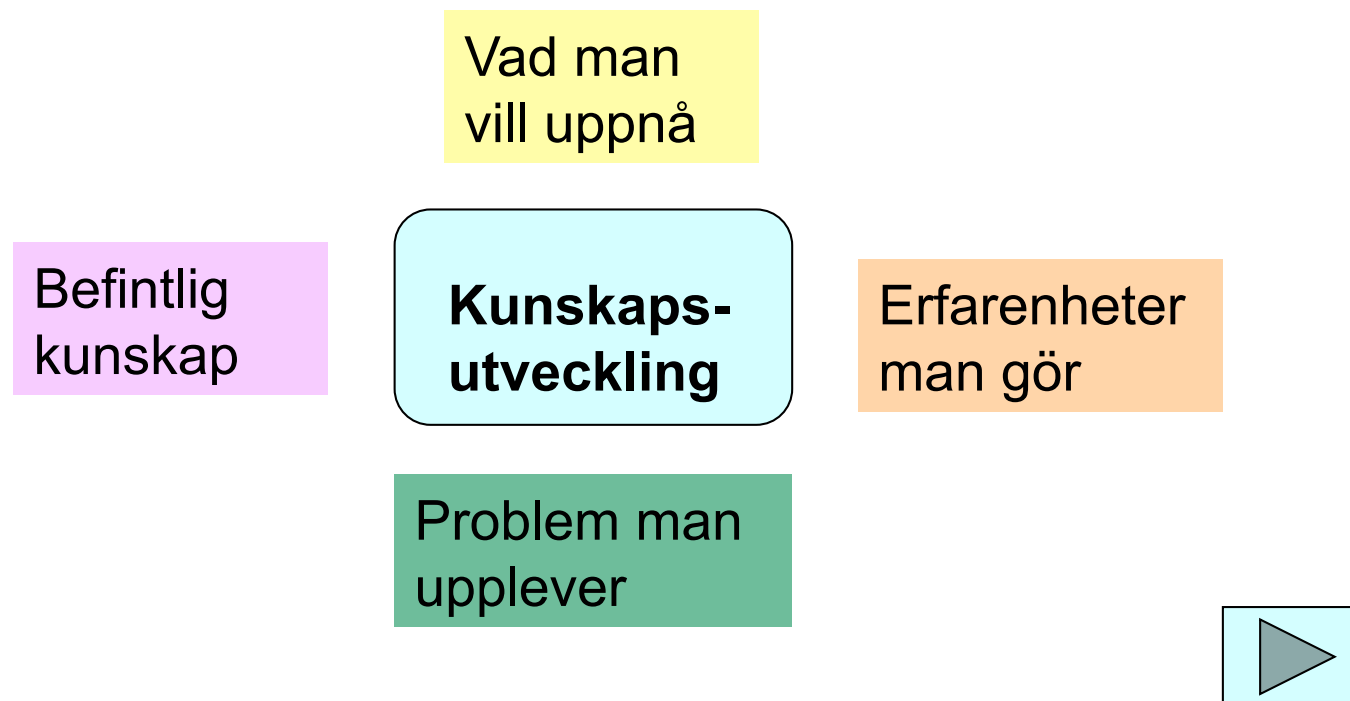 Vad man
vill uppnå
Befintlig
kunskap
Kunskaps-
utveckling
Erfarenheter
man gör
Problem man
upplever